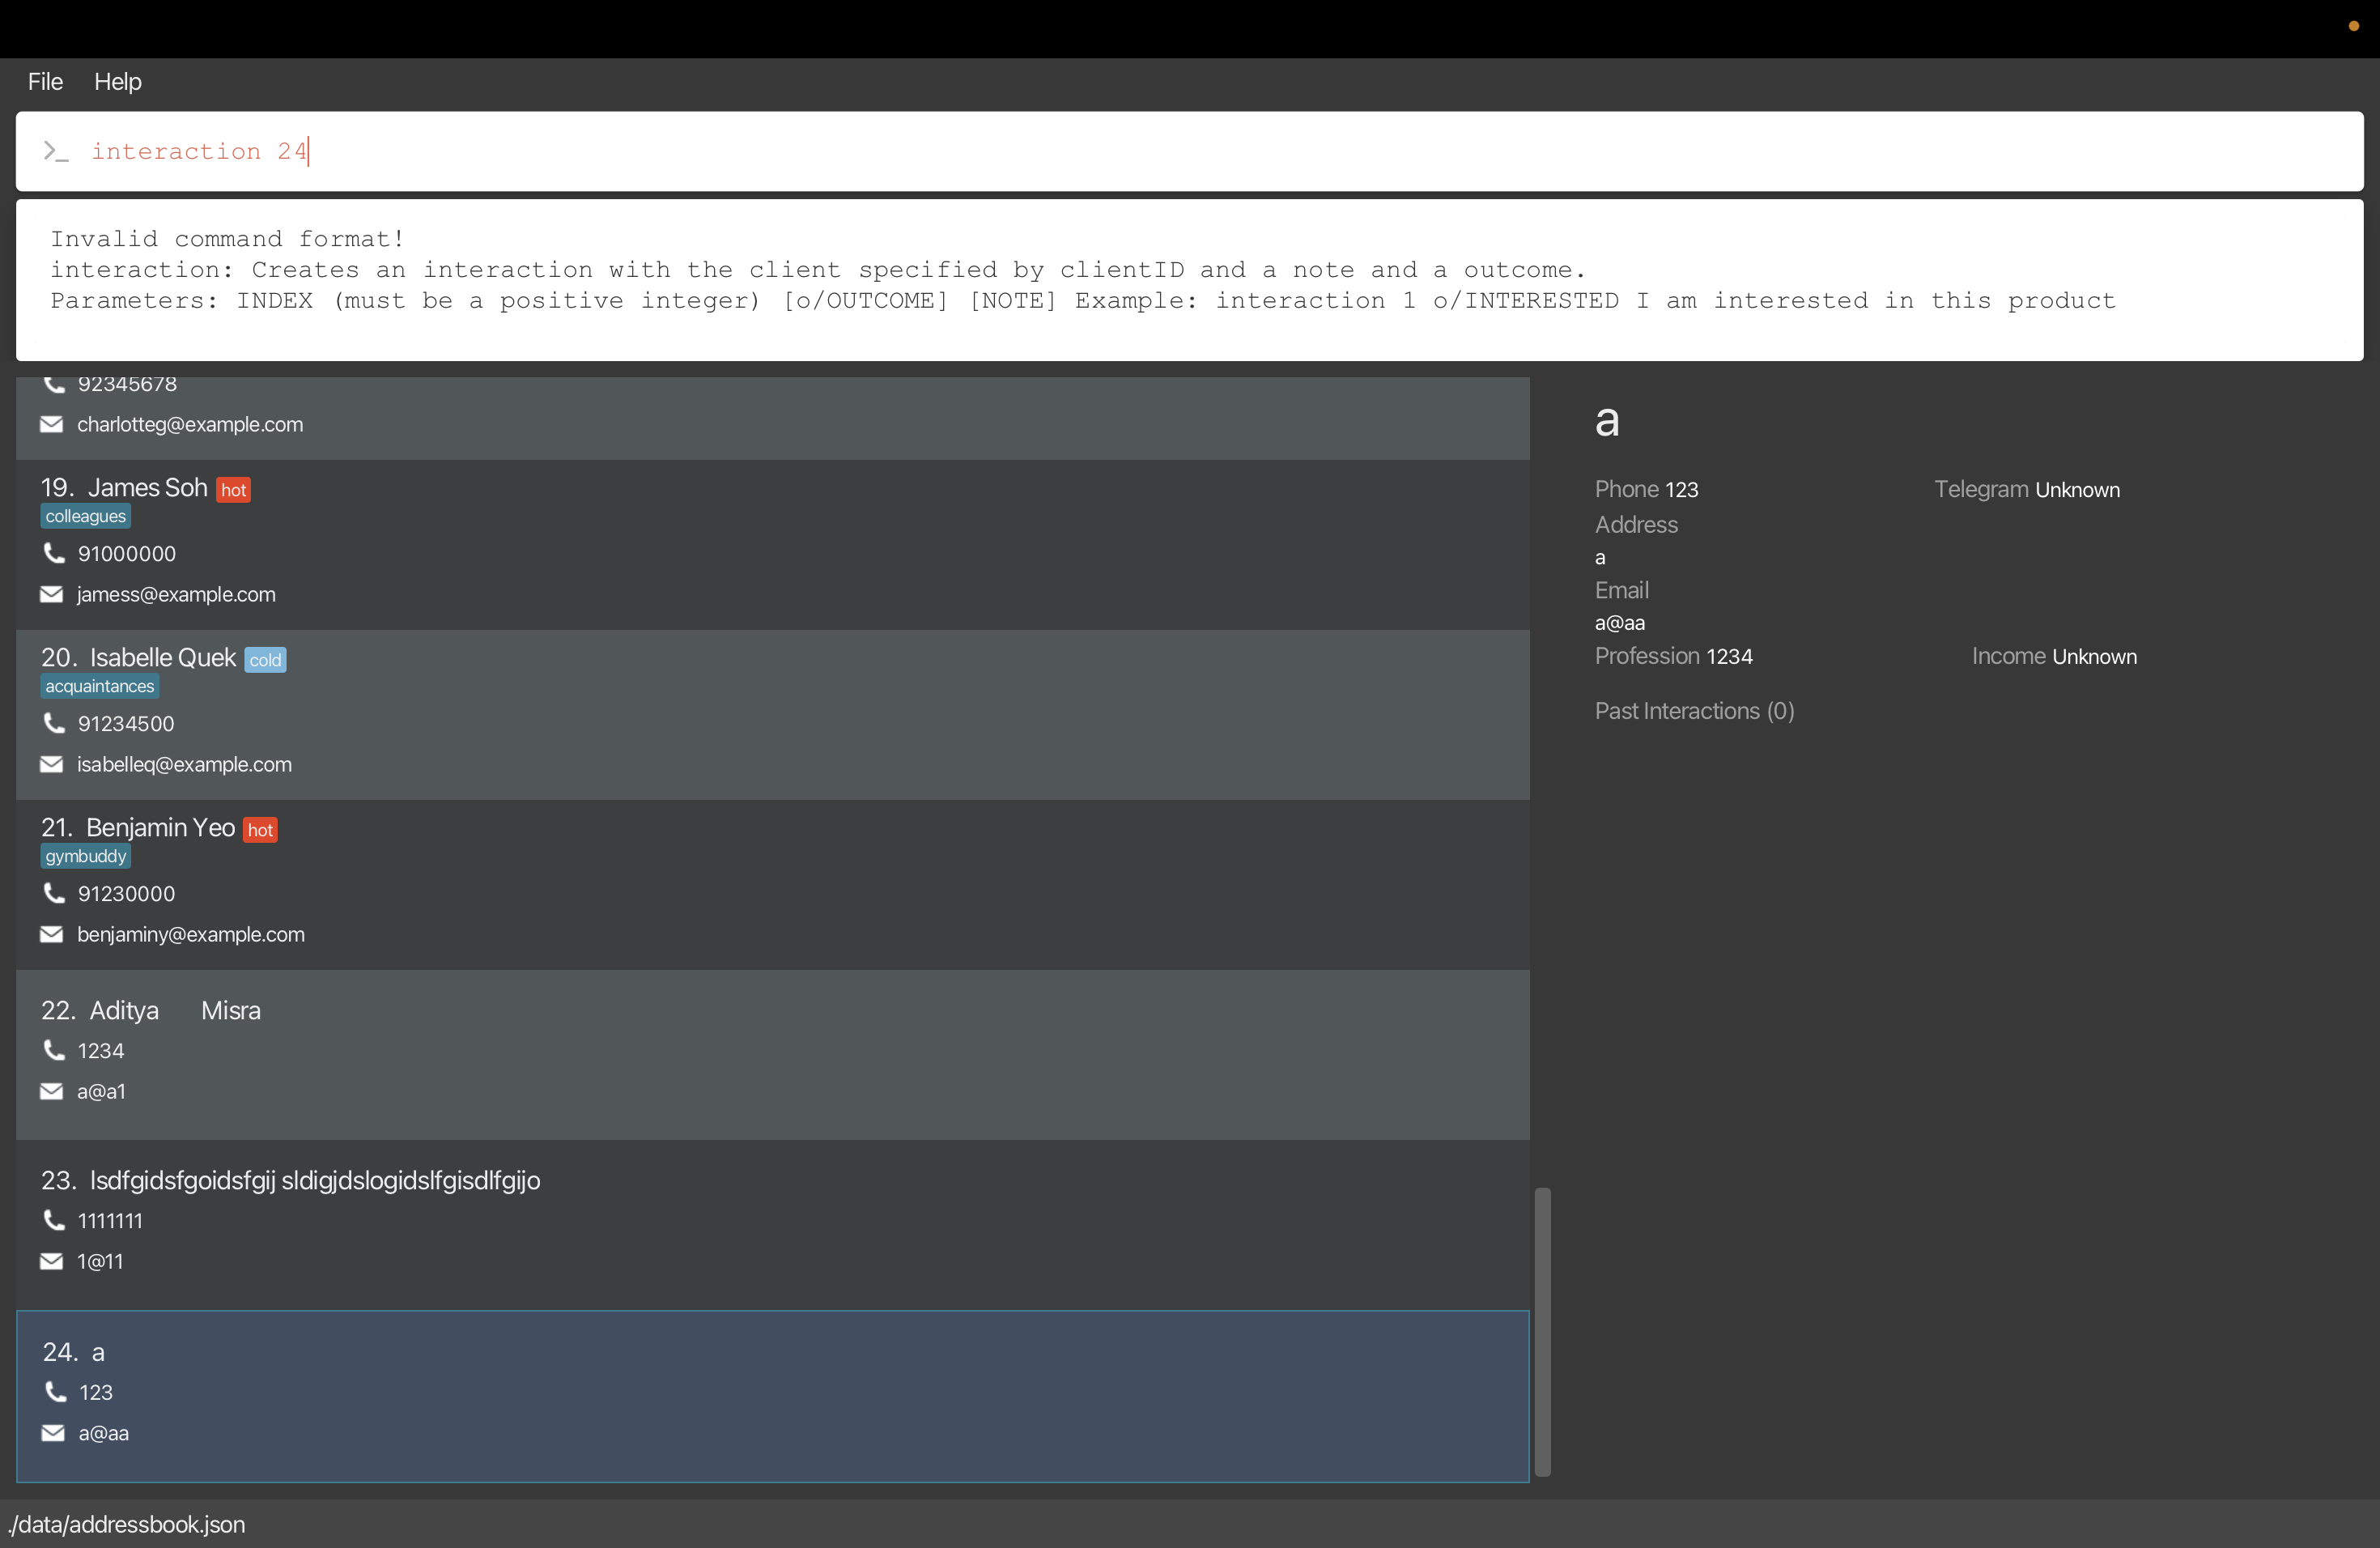 File Help
>_ interaction 24
Invalid command format!
interaction: Creates an interaction with the client specified by clientID and a note and a outcome.
Parameters: INDEX (must be a positive integer) [o/OUTCOME] [NOTE] Example: interaction 1 o/INTERESTED I am interested in this product
92345678
charlotteg@example.com
19. James Soh hot
colleagues
91000000
jamess@example.com
20. Isabelle Quek cold
acquaintances
91234500
isabelleq@example.com
21. Benjamin Yeo hot
gymbuddy
91230000
benjaminy@example.com
22. Aditya Misra
1234
a@a1
23. lsdfgidsfgoidsfgij sldigjdslogidslfgisdlfgijo
1111111
1@11
24. a
123
a@aa
a
Phone 123 Telegram Unknown
Address
a
Email
a@aa
Profession 1234 Income Unknown
Past Interactions (0)
./data/addressbook.json